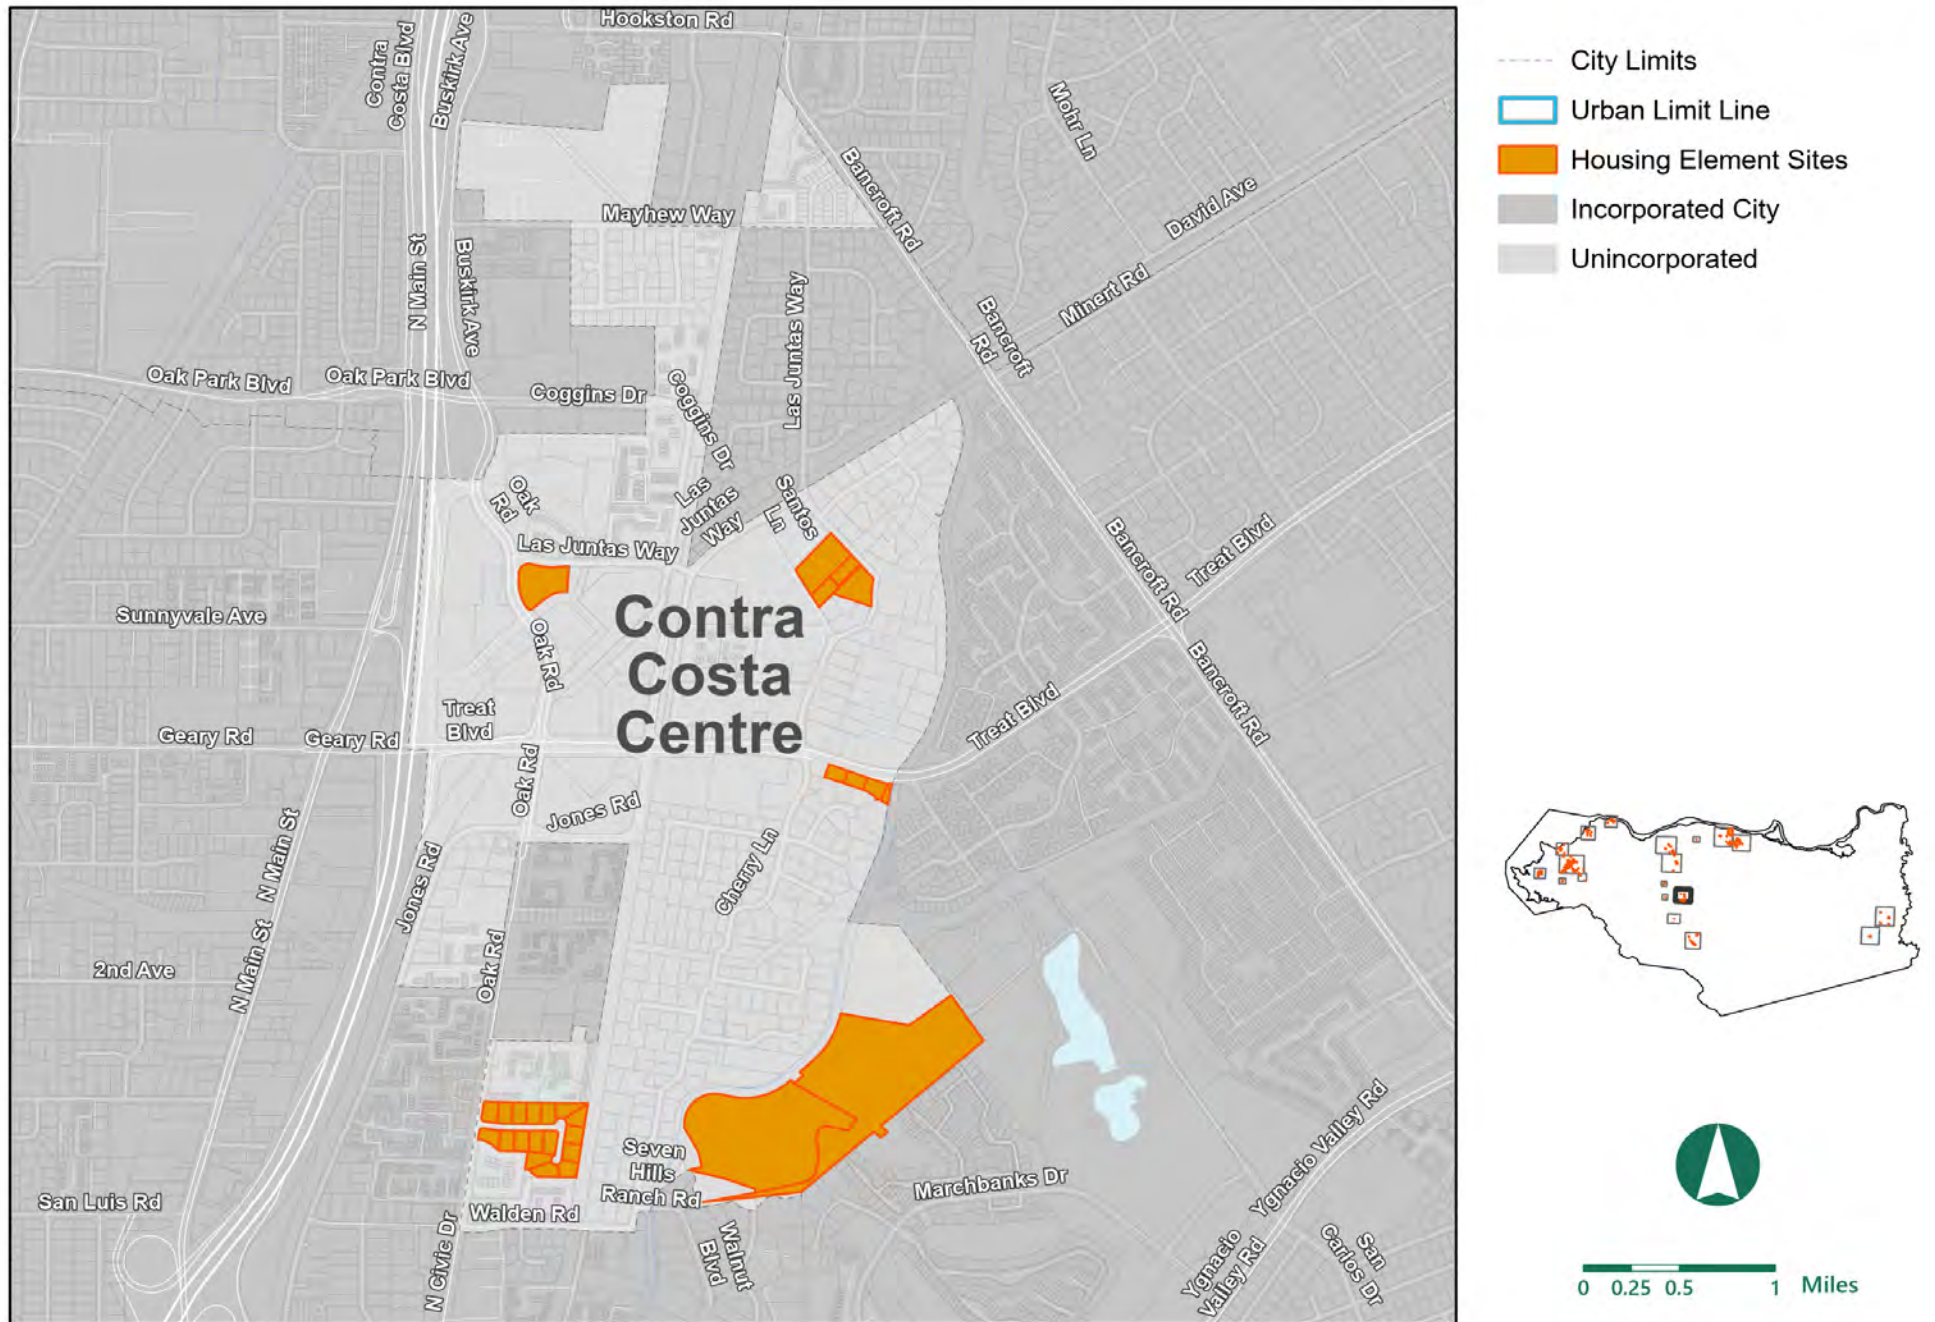 Hookston Rd
Contra
Costa Blvd
Buskirk Ave
Mohr Ln
Bancroft Rd
David Ave
Mayhew Way
N Main St
Buskirk Ave
Las Juntas Way
Minert Rd
Bancroft
Rd
Bancroft
Oak Park Blvd
Oak Park Blvd
Coggins Dr
Coggins Dr
Oak
Rd
Las
Juntas
Way
Santos
Ln
Las Juntas Way
Bancroft Rd
Treat Blvd
Sunnyvale Ave
Oak Rd
Contra
Costa
Centre
Bancroft Rd
Treat Blvd
Treat
Blvd
Geary Rd
Geary Rd
Oak Rd
Jones Rd
N Main St
Jones Rd
Cherry Ln
N Main St
2nd Ave
Oak Rd
Seven
Hills
Ranch Rd
Marchbanks Dr
Ygnacio Valley Rd
San Luis Rd
Walden Rd
N Civic Dr
Walnut
Blvd
Ygnacio
Valley Rd
San
Carlos Dr
City Limits
Urban Limit Line
Housing Element Sites
Incorporated City
Unincorporated
0 0.25 0.5 1 Miles